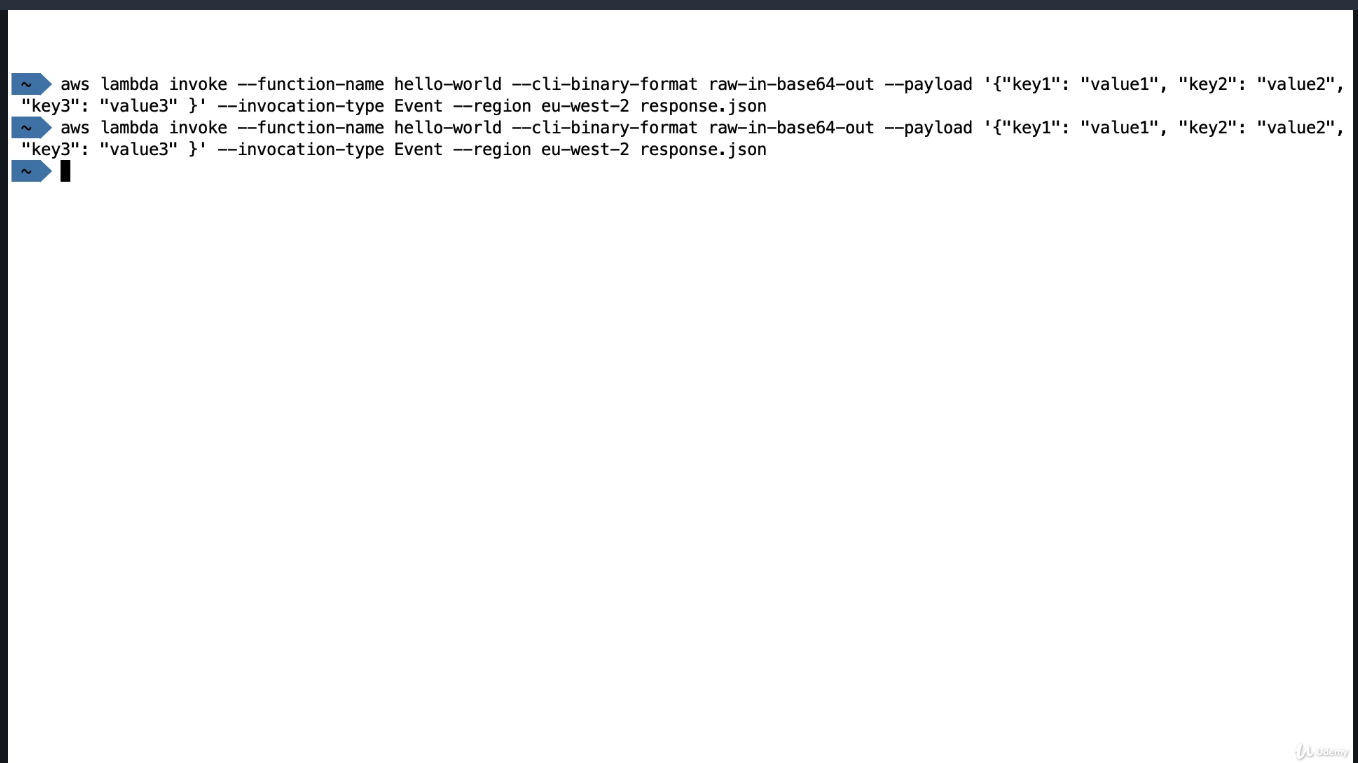 ~ aws lambda invoke --function-name hello-world --cli-binary-format raw-in-base64-out --payload '{"key1": "value1", "key2": "value2",
"key3": "value3" }' --invocation-type Event --region eu-west-2 response.json
~ aws lambda invoke --function-name hello-world --cli-binary-format raw-in-base64-out --payload '{"key1": "value1", "key2": "value2",
"key3": "value3" }' --invocation-type Event --region eu-west-2 response.json
~
Udemy